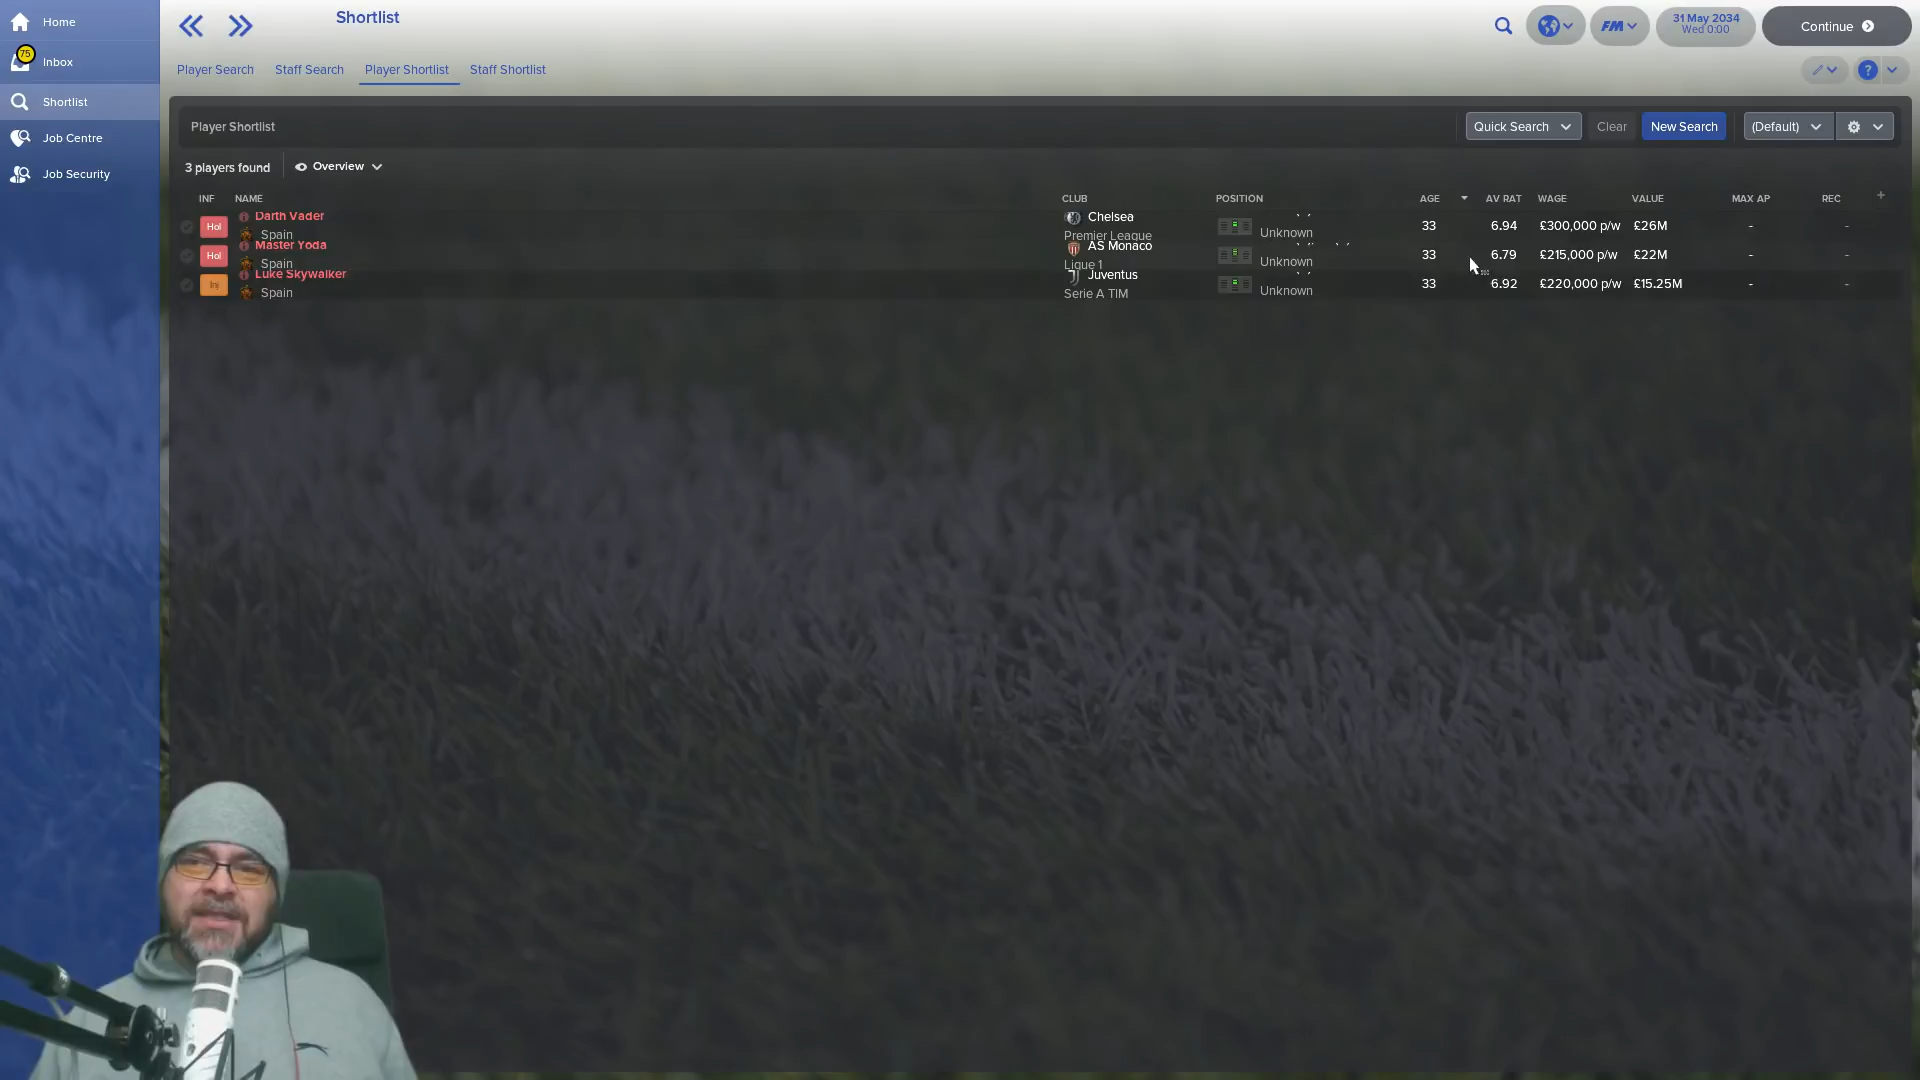 Home
75
Inbox
Shortlist
Job Centre
Job Security
Shortlist
FM
31 May 2034
Wed 0:00
Continue
Player Search
Staff Search
Player Shortlist
Staff Shortlist
?
Player Shortlist
Quick Search
Clear
New Search
(Default)
3 players found
Overview
INF NAME CLUB POSITION AGE AV RAT WAGE VALUE MAX AP REC +
Hol Darth Vader Chelsea 33 6.94 £300,000 p/w £26M - -
Spain Premier League Unknown
Hol Master Yoda AS Monaco 33 6.79 £215,000 p/w £22M - -
Spain Ligue 1 Unknown
Inj Luke Skywalker Juventus 33 6.92 £220,000 p/w £15.25M - -
Spain Serie A TIM Unknown